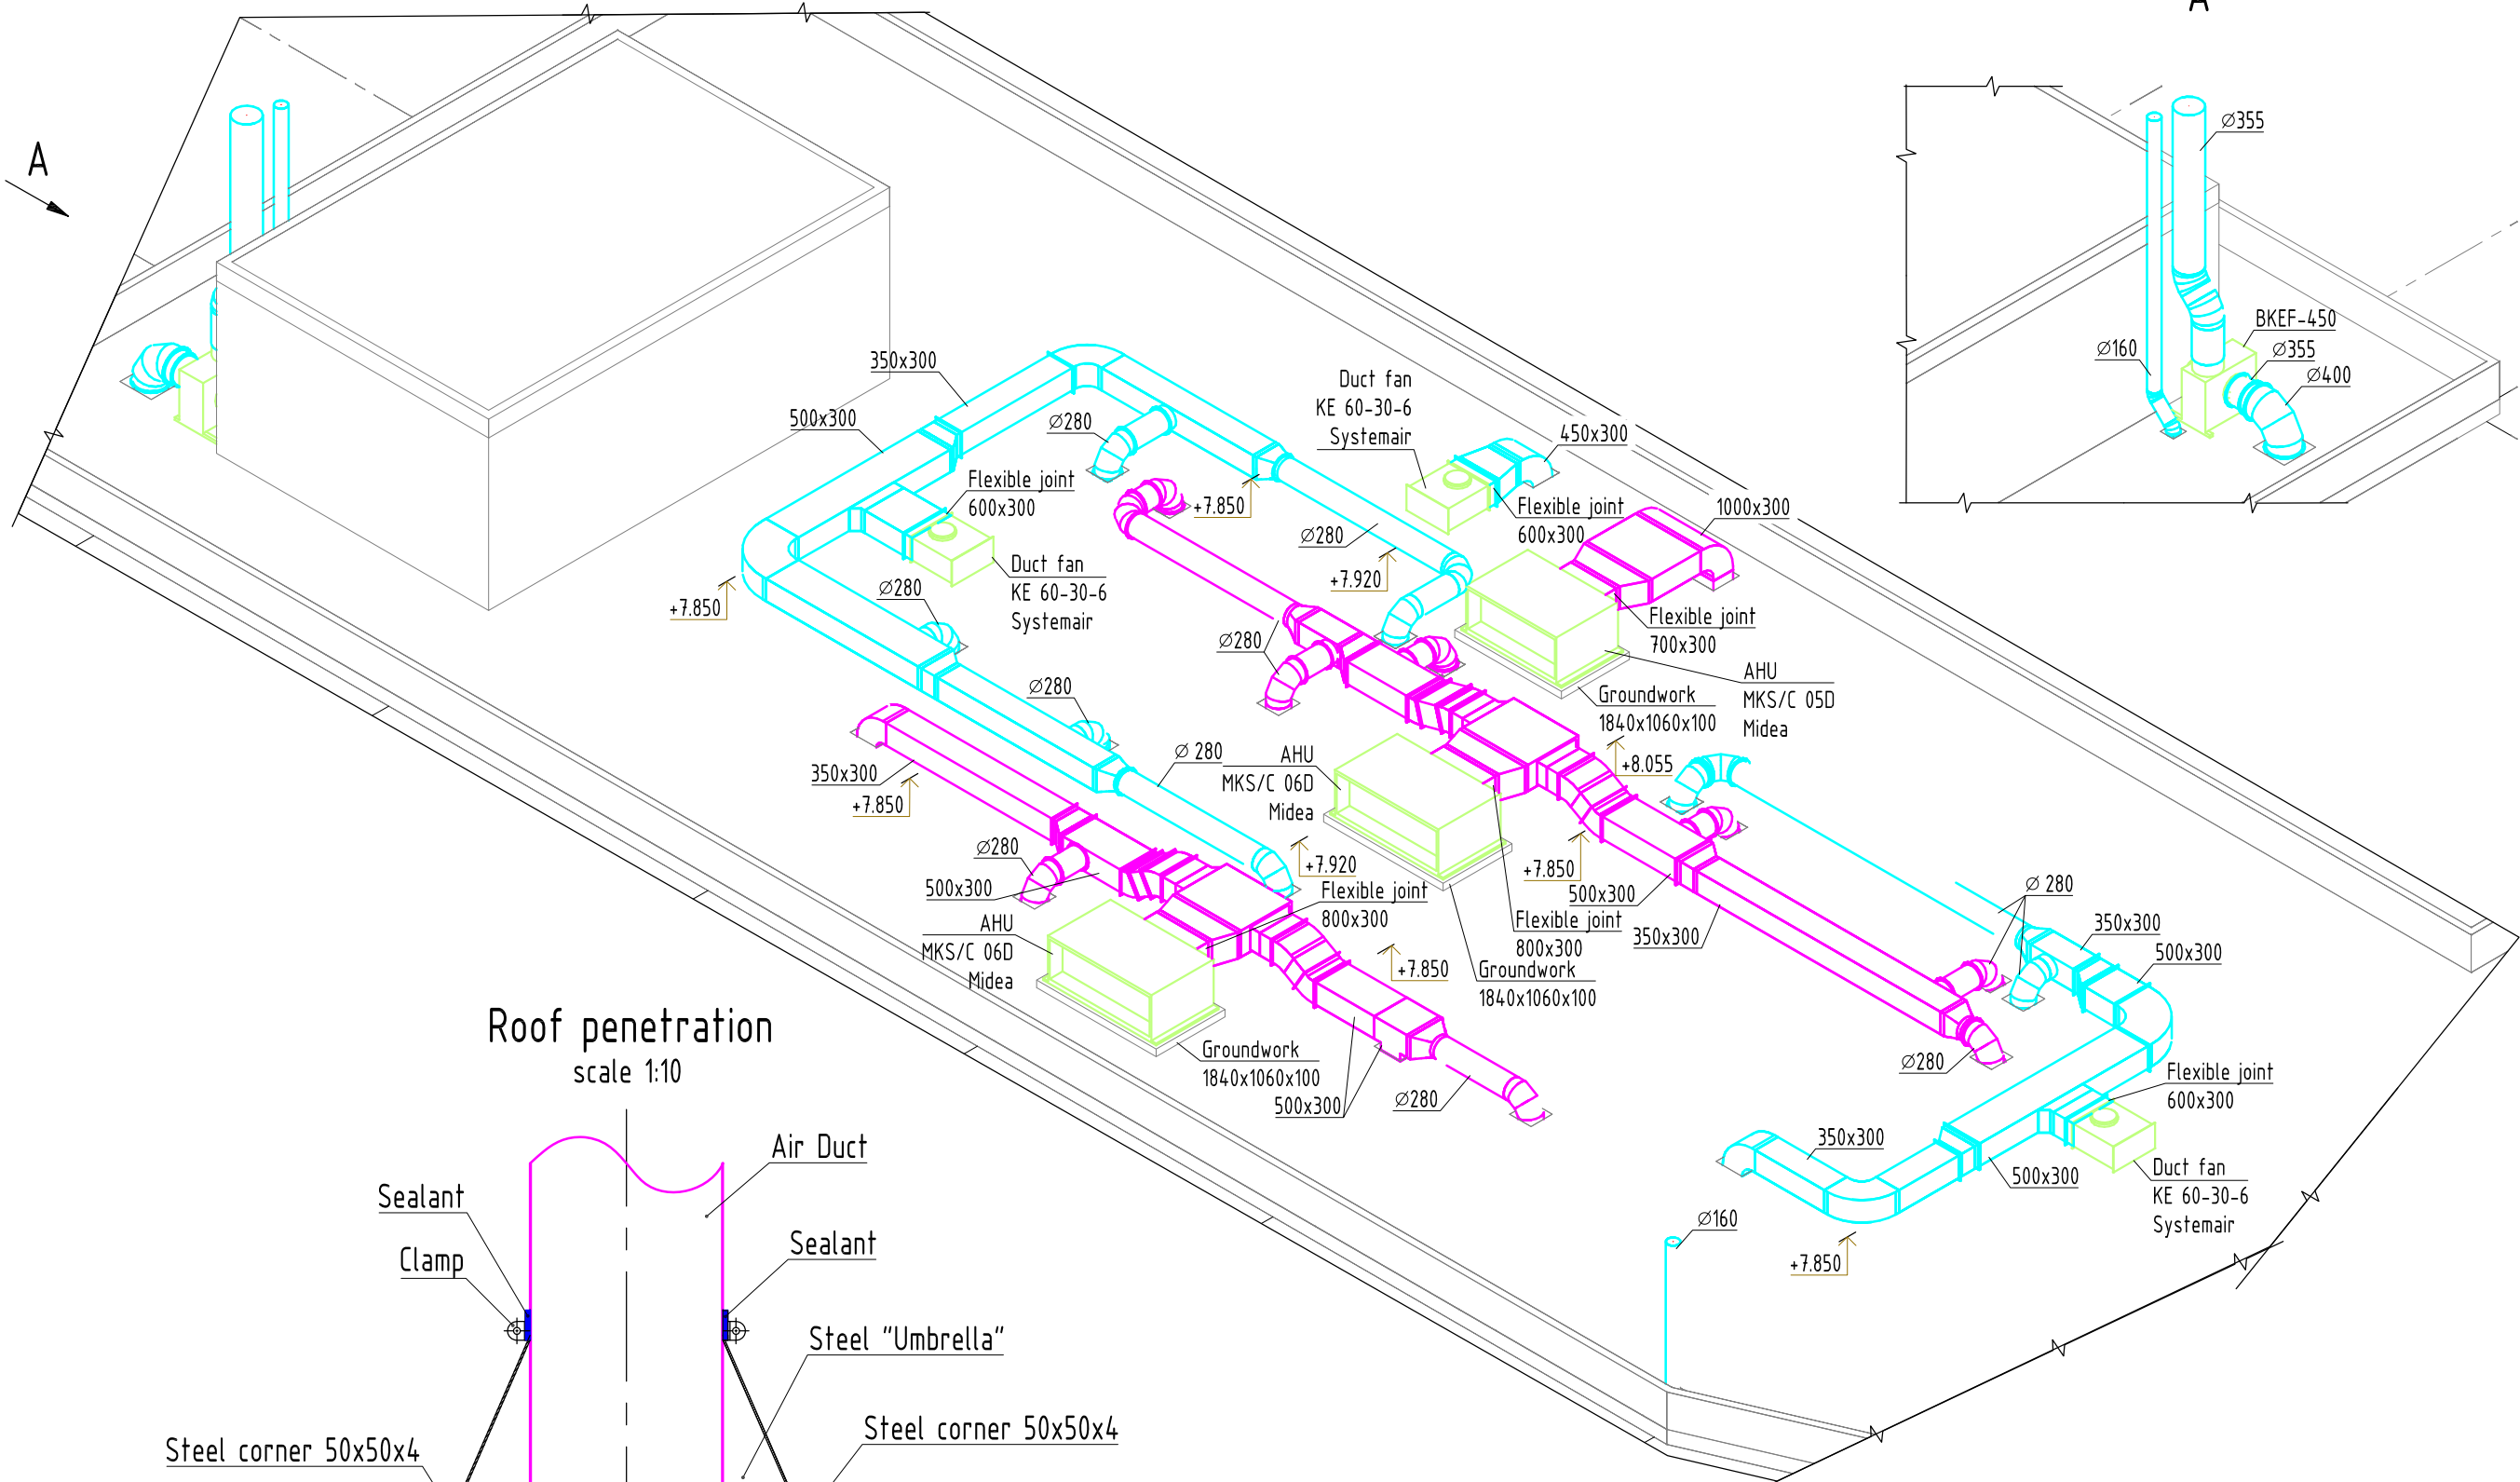 A
A
Ø355
BKEF-450
Ø160
Ø355
Ø400
350x300
500x300
Ø280
Duct fan
KE 60-30-6
Systemair
450x300
Flexible joint
600x300
+7.850
Flexible joint
600x300
1000x300
Ø280
Duct fan
KE 60-30-6
Systemair
+7.920
Ø280
+7.850
Flexible joint
700x300
Ø280
AHU
MKS/C 05D
Midea
Groundwork
1840x1060x100
Ø280
Ø 280
AHU
MKS/C 06D
Midea
+8.055
350x300
+7.850
Ø280
+7.920
+7.850
500x300
500x300
Flexible joint
800x300
Flexible joint
800x300
350x300
Ø 280
350x300
500x300
AHU
MKS/C 06D
Midea
+7.850
Groundwork
1840x1060x100
Groundwork
1840x1060x100
500x300
Ø280
Ø280
Flexible joint
600x300
350x300
500x300
Duct fan
KE 60-30-6
Systemair
Ø160
+7.850
Roof penetration
scale 1:10
Air Duct
Sealant
Sealant
Clamp
Steel "Umbrella"
Steel corner 50x50x4
Steel corner 50x50x4